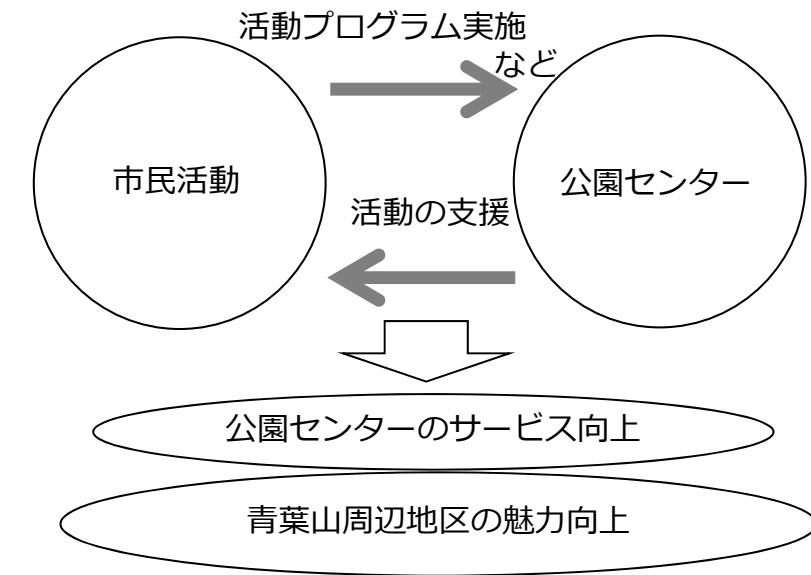 活動プログラム実施
など
市民活動
公園センター
活動の支援
公園センターのサービス向上
青葉山周辺地区の魅力向上